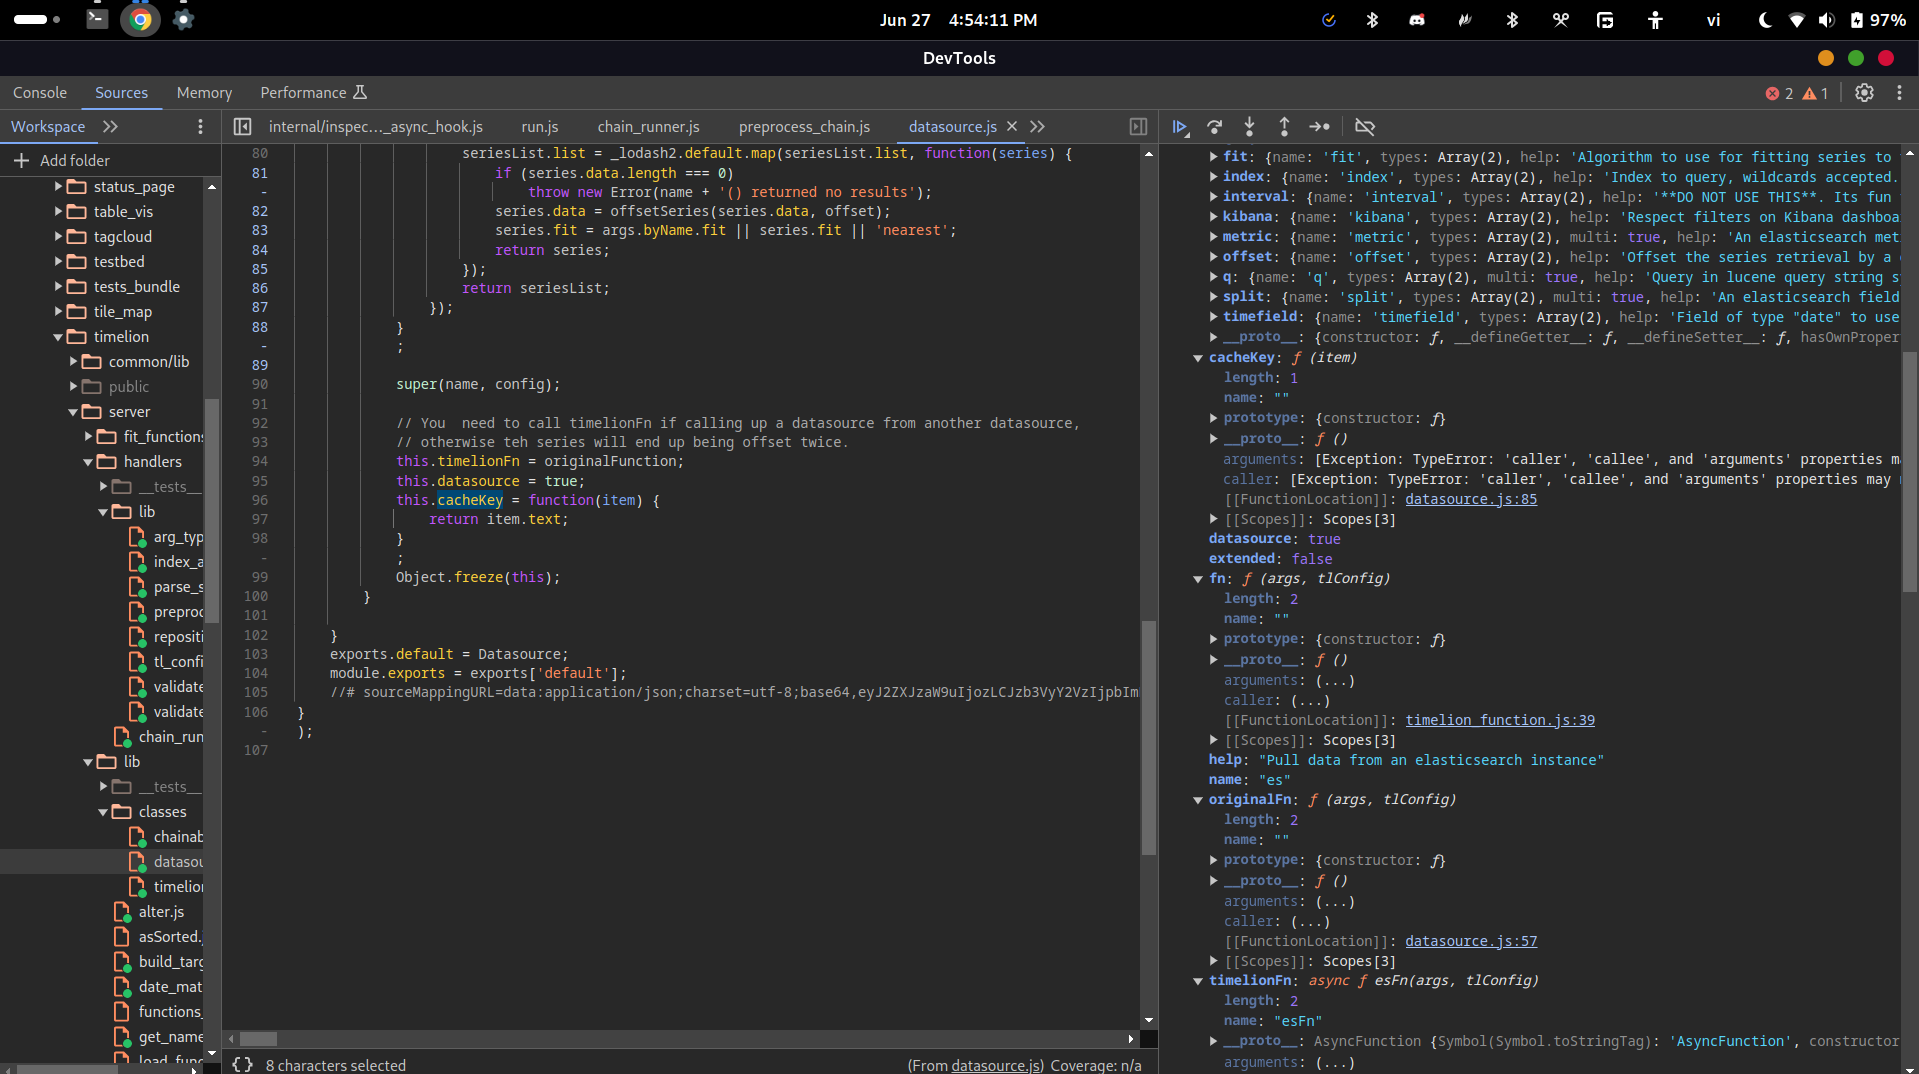 Jun 27 4:54:11 PM
vi
97%
DevTools
Console
Sources
Memory
Performance
2
1
Workspace
internal/inspec…_async_hook.js
run.js
chain_runner.js
preprocess_chain.js
datasource.js
Add folder
status_page
table_vis
tagcloud
testbed
tests_bundle
tile_map
timelion
common/lib
public
server
fit_functions
handlers
__tests__
lib
arg_typ
index_a
parse_s
preproc
repositi
tl_confi
validate
validate
chain_run
lib
__tests__
classes
chainab
datasou
timelion
alter.js
asSorted.
build_targ
date_mat
functions_
get_name
load_func
80 seriesList.list = _lodash2.default.map(seriesList.list, function(series) {
81 if (series.data.length === 0)
- throw new Error(name + '() returned no results');
82 series.data = offsetSeries(series.data, offset);
83 series.fit = args.byName.fit || series.fit || 'nearest';
84 return series;
85 });
86 return seriesList;
87 });
88 }
- ;
89
90 super(name, config);
91
92 // You  need to call timelionFn if calling up a datasource from another datasource,
93 // otherwise teh series will end up being offset twice.
94 this.timelionFn = originalFunction;
95 this.datasource = true;
96 this.cacheKey = function(item) {
97 return item.text;
98 }
- ;
99 Object.freeze(this);
100 }
101
102 }
103 exports.default = Datasource;
104 module.exports = exports['default'];
105 //# sourceMappingURL=data:application/json;charset=utf-8;base64,eyJ2ZXJzaW9uIjozLCJzb3VyY2VzIjpbIm
106 }
- );
107
{} 8 characters selected
(From datasource.js) Coverage: n/a
fit: {name: 'fit', types: Array(2), help: 'Algorithm to use for fitting series to
index: {name: 'index', types: Array(2), help: 'Index to query, wildcards accepted.
interval: {name: 'interval', types: Array(2), help: '**DO NOT USE THIS**. Its fun
kibana: {name: 'kibana', types: Array(2), help: 'Respect filters on Kibana dashboa
metric: {name: 'metric', types: Array(2), multi: true, help: 'An elasticsearch met
offset: {name: 'offset', types: Array(2), help: 'Offset the series retrieval by a
q: {name: 'q', types: Array(2), multi: true, help: 'Query in lucene query string s
split: {name: 'split', types: Array(2), multi: true, help: 'An elasticsearch field
timefield: {name: 'timefield', types: Array(2), help: 'Field of type "date" to use
__proto__: {constructor: ƒ, __defineGetter__: ƒ, __defineSetter__: ƒ, hasOwnProper
cacheKey: ƒ (item)
length: 1
name: ""
prototype: {constructor: ƒ}
__proto__: ƒ ()
arguments: [Exception: TypeError: 'caller', 'callee', and 'arguments' properties ma
caller: [Exception: TypeError: 'caller', 'callee', and 'arguments' properties may
[[FunctionLocation]]: datasource.js:85
[[Scopes]]: Scopes[3]
datasource: true
extended: false
fn: ƒ (args, tlConfig)
length: 2
name: ""
prototype: {constructor: ƒ}
__proto__: ƒ ()
arguments: (...)
caller: (...)
[[FunctionLocation]]: timelion_function.js:39
[[Scopes]]: Scopes[3]
help: "Pull data from an elasticsearch instance"
name: "es"
originalFn: ƒ (args, tlConfig)
length: 2
name: ""
prototype: {constructor: ƒ}
__proto__: ƒ ()
arguments: (...)
caller: (...)
[[FunctionLocation]]: datasource.js:57
[[Scopes]]: Scopes[3]
timelionFn: async ƒ esFn(args, tlConfig)
length: 2
name: "esFn"
__proto__: AsyncFunction {Symbol(Symbol.toStringTag): 'AsyncFunction', constructor
arguments: (...)